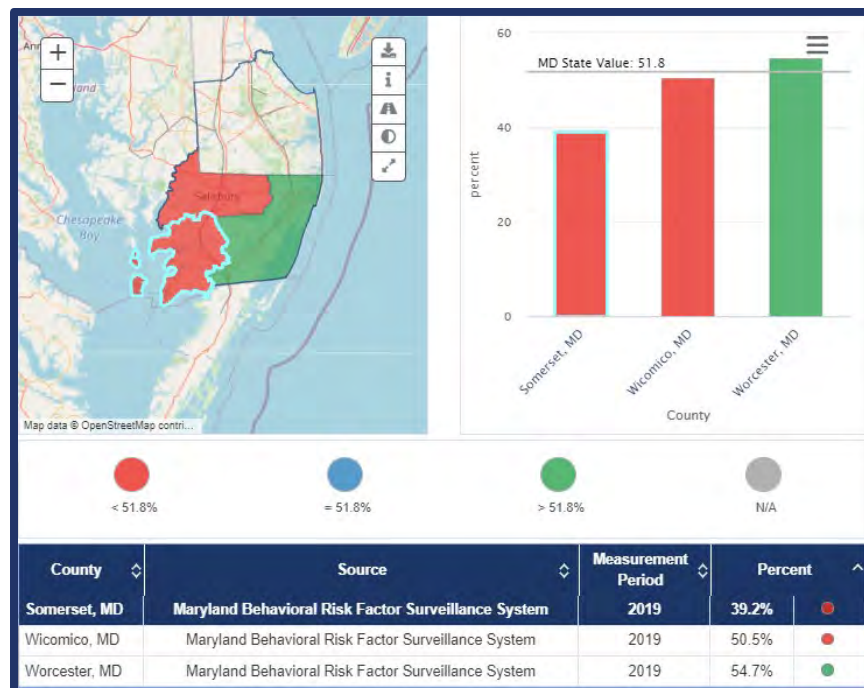 +
−
Salisbury
Chesapeake
Bay
Map data © OpenStreetMap contri...
i
60
MD State Value: 51.8
40
20
0
percent
Somerset, MD
Wicomico, MD
Worcester, MD
County
< 51.8%
= 51.8%
> 51.8%
N/A
County Source Measurement Period Percent
Somerset, MD Maryland Behavioral Risk Factor Surveillance System 2019 39.2%
Wicomico, MD Maryland Behavioral Risk Factor Surveillance System 2019 50.5%
Worcester, MD Maryland Behavioral Risk Factor Surveillance System 2019 54.7%